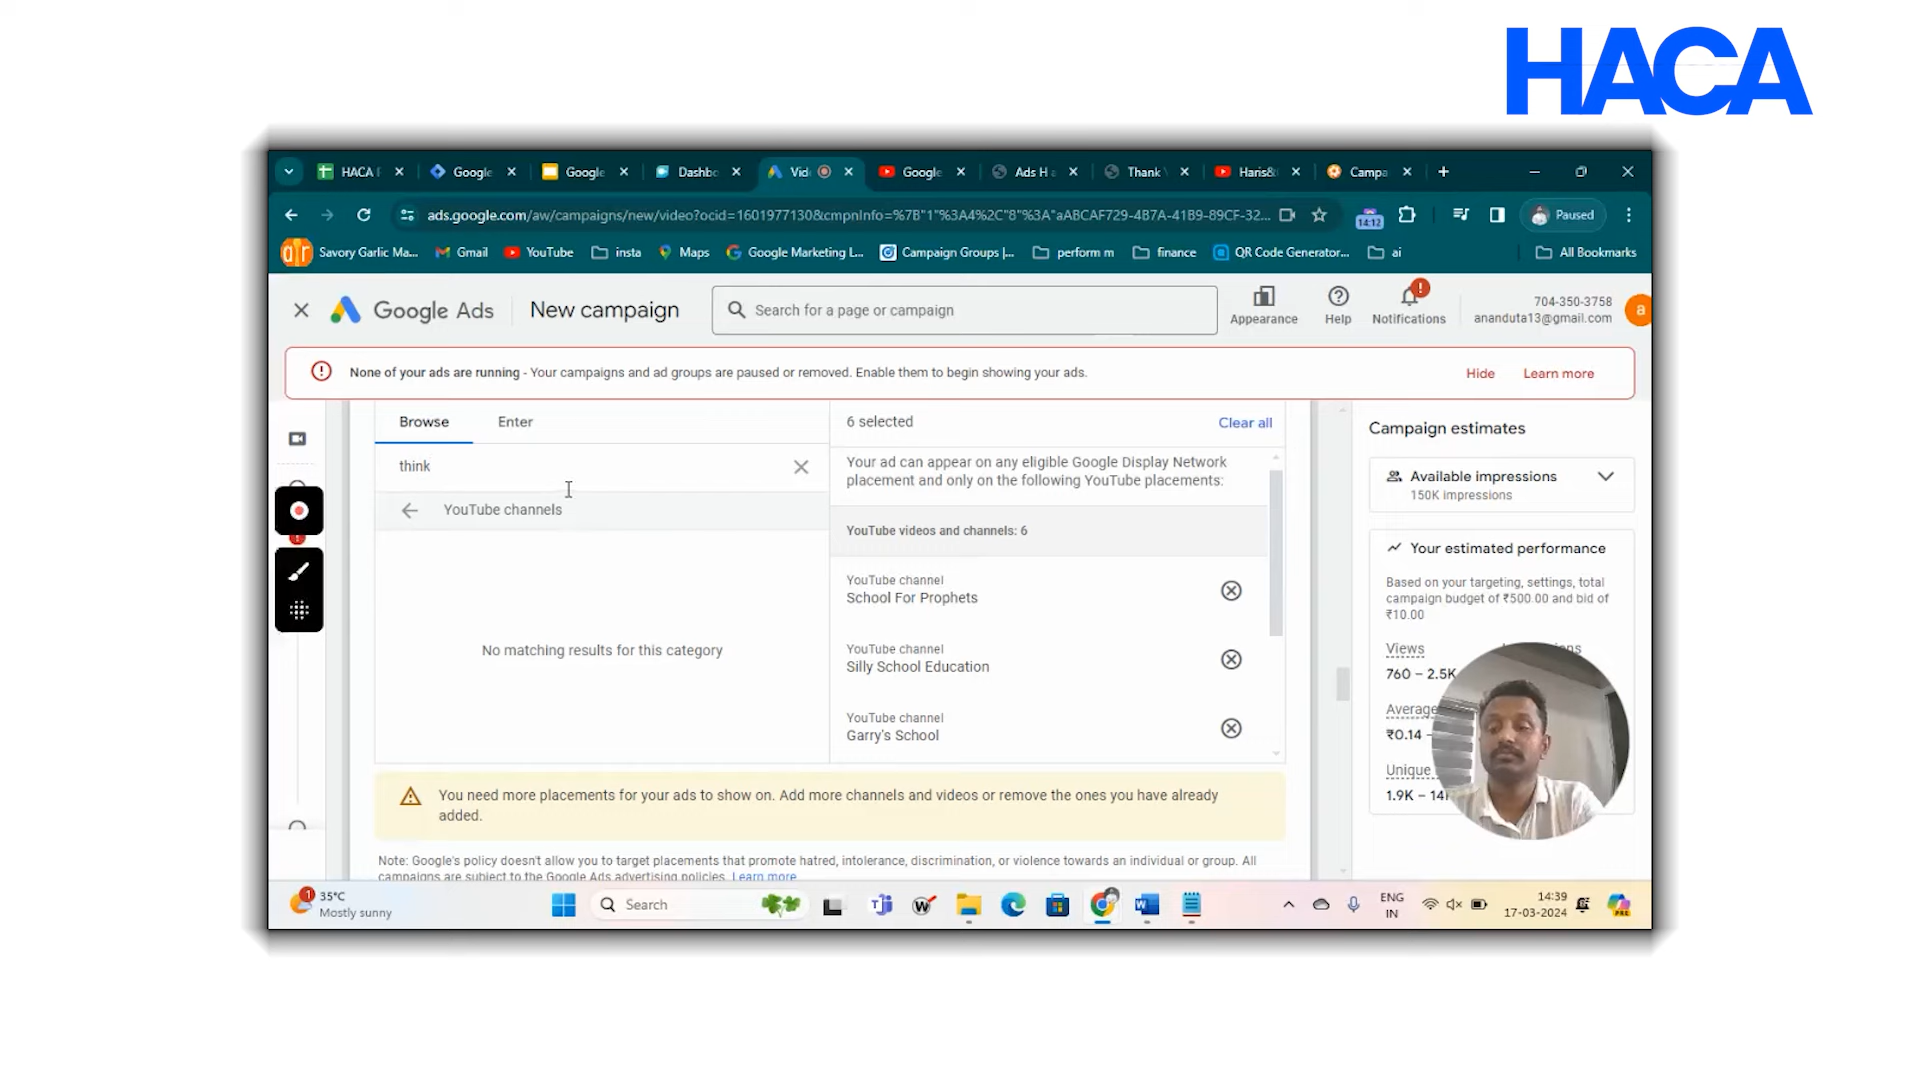 HACA
HACA F
Google
Google
Dashbo
Vid
Google
Ads H a
Thank
Haris&
Campa
ads.google.com/aw/campaigns/new/video?ocid=1601977130&cmpnInfo=%7B"1"%3A4%2C"8"%3A"aABCAF729-4B7A-41B9-89CF-32...
14:12
Paused
Savory Garlic Ma...
Gmail
YouTube
insta
Maps
Google Marketing L...
Campaign Groups |...
perform m
finance
QR Code Generator...
ai
All Bookmarks
Google Ads
New campaign
Search for a page or campaign
Appearance
Help
Notifications
704-350-3758
ananduta13@gmail.com
a
None of your ads are running - Your campaigns and ad groups are paused or removed. Enable them to begin showing your ads.
Hide
Learn more
Browse
Enter
think
YouTube channels
No matching results for this category
6 selected
Clear all
Your ad can appear on any eligible Google Display Network
placement and only on the following YouTube placements:
YouTube videos and channels: 6
YouTube channel
School For Prophets
YouTube channel
Silly School Education
YouTube channel
Garry's School
You need more placements for your ads to show on. Add more channels and videos or remove the ones you have already
added.
Note: Google's policy doesn't allow you to target placements that promote hatred, intolerance, discrimination, or violence towards an individual or group. All
campaigns are subject to the Google Ads advertising policies. Learn more
Campaign estimates
Available impressions
150K impressions
Your estimated performance
Based on your targeting, settings, total
campaign budget of ₹500.00 and bid of
₹10.00
Views
760 – 2.5K
Average
₹0.14 –
Unique
1.9K – 14
35°C
Mostly sunny
Search
ENG
IN
14:39
17-03-2024